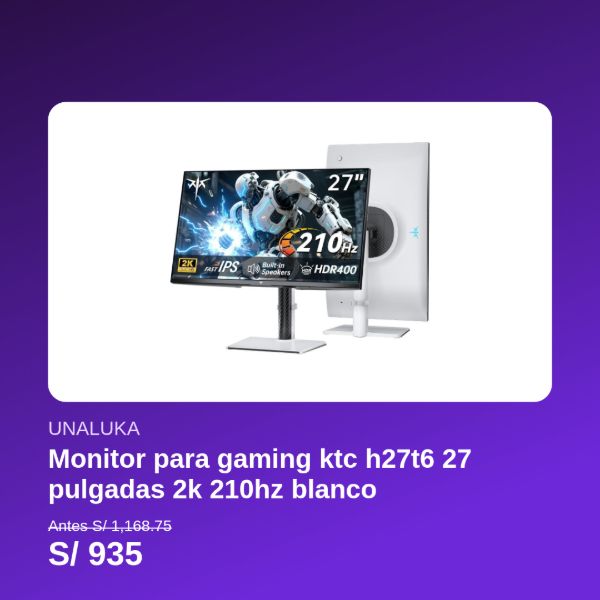 27"
210Hz
2K
FAST IPS
Built-in
Speakers
HDR400
UNALUKA
Monitor para gaming ktc h27t6 27
pulgadas 2k 210hz blanco
Antes S/ 1,168.75
S/ 935